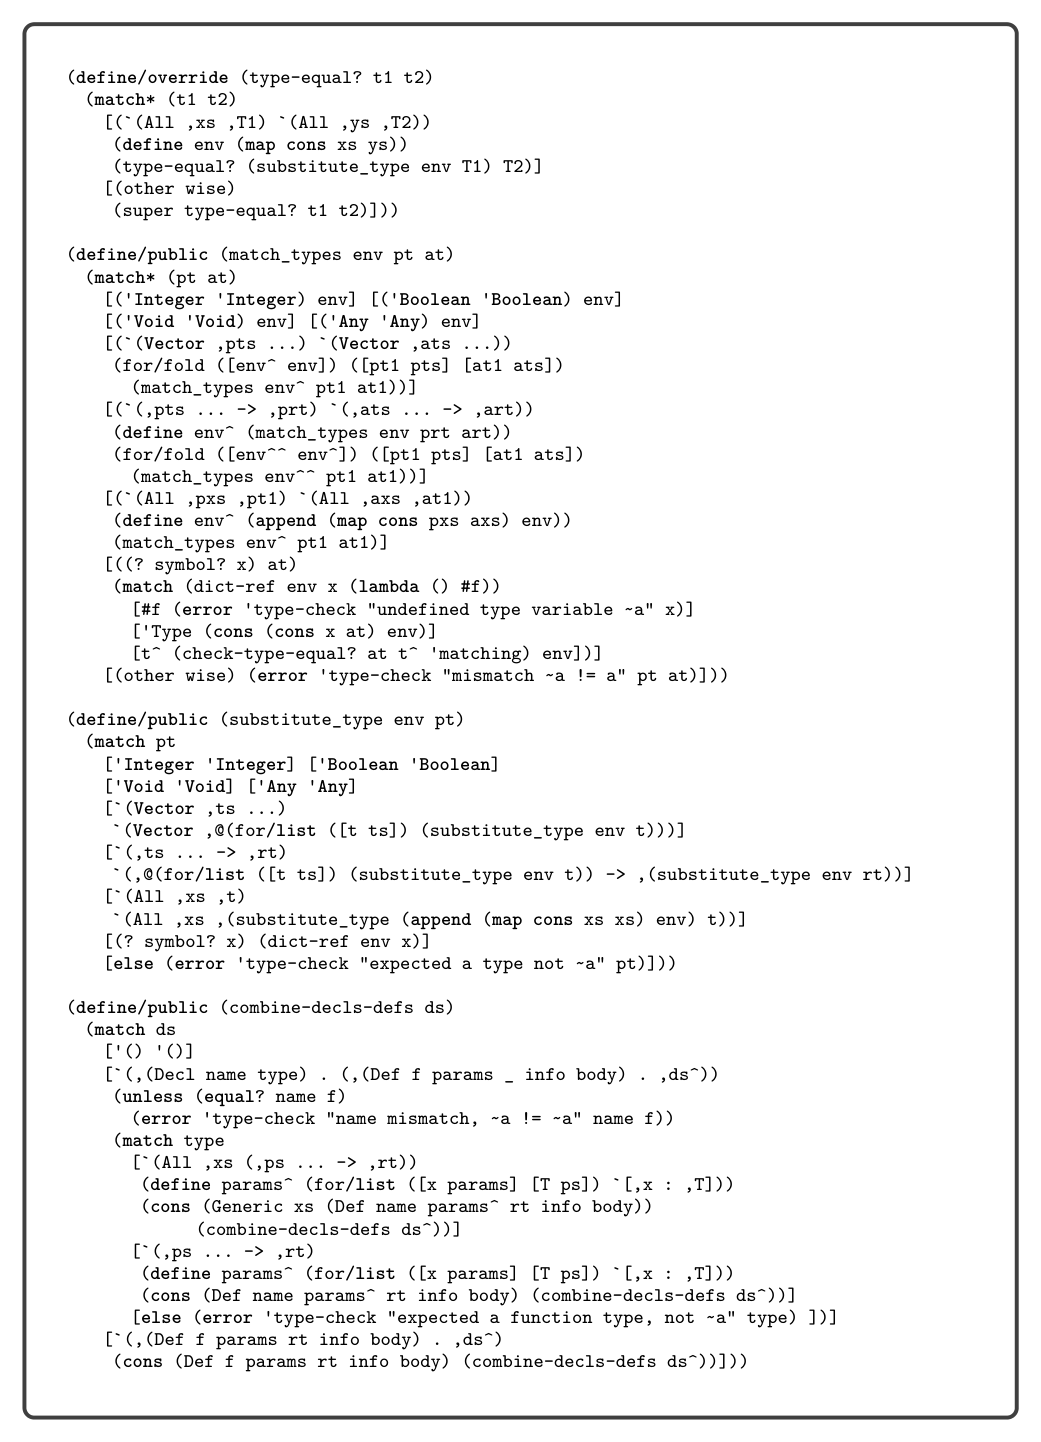 (define/override (type-equal? t1 t2)
  (match* (t1 t2)
    [(`(All ,xs ,T1) `(All ,ys ,T2))
     (define env (map cons xs ys))
     (type-equal? (substitute_type env T1) T2)]
    [(other wise)
     (super type-equal? t1 t2)]))

(define/public (match_types env pt at)
  (match* (pt at)
    [('Integer 'Integer) env] [('Boolean 'Boolean) env]
    [('Void 'Void) env] [('Any 'Any) env]
    [(`(Vector ,pts ...) `(Vector ,ats ...))
     (for/fold ([env^ env]) ([pt1 pts] [at1 ats])
       (match_types env^ pt1 at1))]
    [(`(,pts ... -> ,prt) `(,ats ... -> ,art))
     (define env^ (match_types env prt art))
     (for/fold ([env^^ env^]) ([pt1 pts] [at1 ats])
       (match_types env^^ pt1 at1))]
    [(`(All ,pxs ,pt1) `(All ,axs ,at1))
     (define env^ (append (map cons pxs axs) env))
     (match_types env^ pt1 at1)]
    [((? symbol? x) at)
     (match (dict-ref env x (lambda () #f))
       [#f (error 'type-check "undefined type variable ~a" x)]
       ['Type (cons (cons x at) env)]
       [t^ (check-type-equal? at t^ 'matching) env])]
    [(other wise) (error 'type-check "mismatch ~a != a" pt at)]))

(define/public (substitute_type env pt)
  (match pt
    ['Integer 'Integer] ['Boolean 'Boolean]
    ['Void 'Void] ['Any 'Any]
    [`(Vector ,ts ...)
     `(Vector ,@(for/list ([t ts]) (substitute_type env t)))]
    [`(,ts ... -> ,rt)
     `(,@(for/list ([t ts]) (substitute_type env t)) -> ,(substitute_type env rt))]
    [`(All ,xs ,t)
     `(All ,xs ,(substitute_type (append (map cons xs xs) env) t))]
    [(? symbol? x) (dict-ref env x)]
    [else (error 'type-check "expected a type not ~a" pt)]))

(define/public (combine-decls-defs ds)
  (match ds
    ['() '()]
    [`(,(Decl name type) . (,(Def f params _ info body) . ,ds^))
     (unless (equal? name f)
       (error 'type-check "name mismatch, ~a != ~a" name f))
     (match type
       [`(All ,xs (,ps ... -> ,rt))
        (define params^ (for/list ([x params] [T ps]) `[,x : ,T]))
        (cons (Generic xs (Def name params^ rt info body))
              (combine-decls-defs ds^))]
       [`(,ps ... -> ,rt)
        (define params^ (for/list ([x params] [T ps]) `[,x : ,T]))
        (cons (Def name params^ rt info body) (combine-decls-defs ds^))]
       [else (error 'type-check "expected a function type, not ~a" type) ])]
    [`(,(Def f params rt info body) . ,ds^)
     (cons (Def f params rt info body) (combine-decls-defs ds^))]))